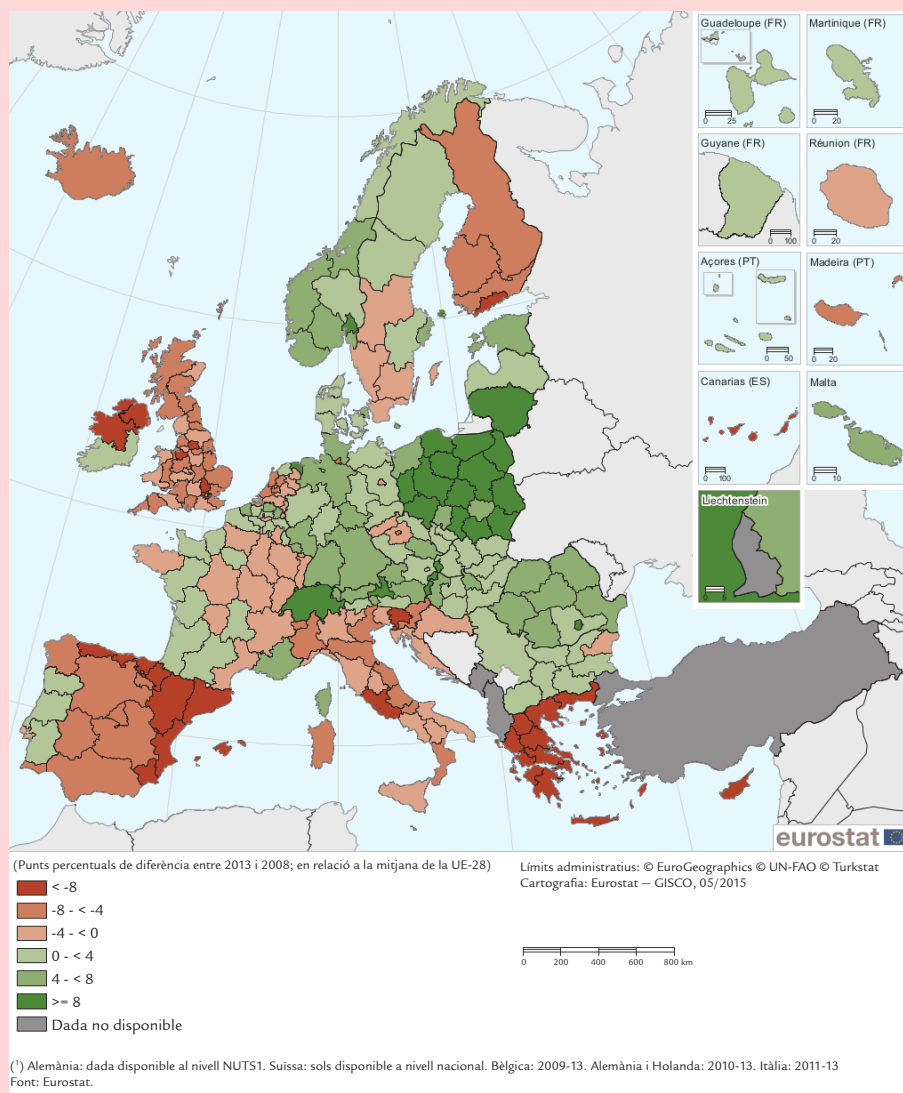 Guadeloupe (FR)
0 25
Martinique (FR)
0 20
Guyane (FR)
0 100
Réunion (FR)
0 20
Açores (PT)
0 50
Madeira (PT)
0 20
Canarias (ES)
0 100
Malta
0 10
Liechtenstein
0 5
eurostat
(Punts percentuals de diferència entre 2013 i 2008; en relació a la mitjana de la UE-28)
< -8
-8 - < -4
-4 - < 0
0 - < 4
4 - < 8
>= 8
Dada no disponible
Límits administratius: © EuroGeographics © UN-FAO © Turkstat
Cartografia: Eurostat — GISCO, 05/2015
0 200 400 600 800 km
(¹) Alemània: dada disponible al nivell NUTS1. Suïssa: sols disponible a nivell nacional. Bèlgica: 2009-13. Alemània i Holanda: 2010-13. Itàlia: 2011-13
Font: Eurostat.